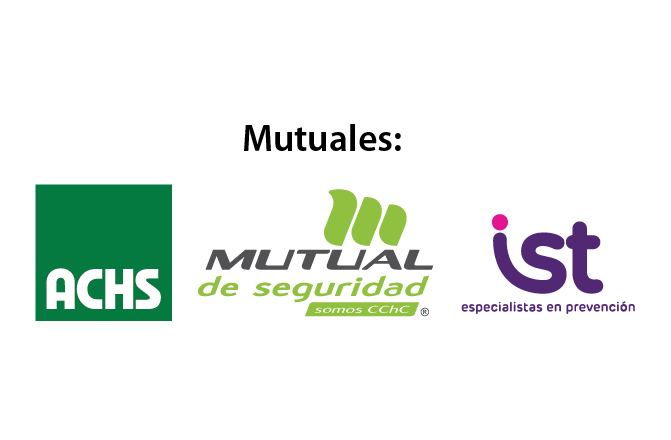 Mutuales:
ACHS
MUTUAL
de seguridad
somos CChC ®
ist
especialistas en prevención